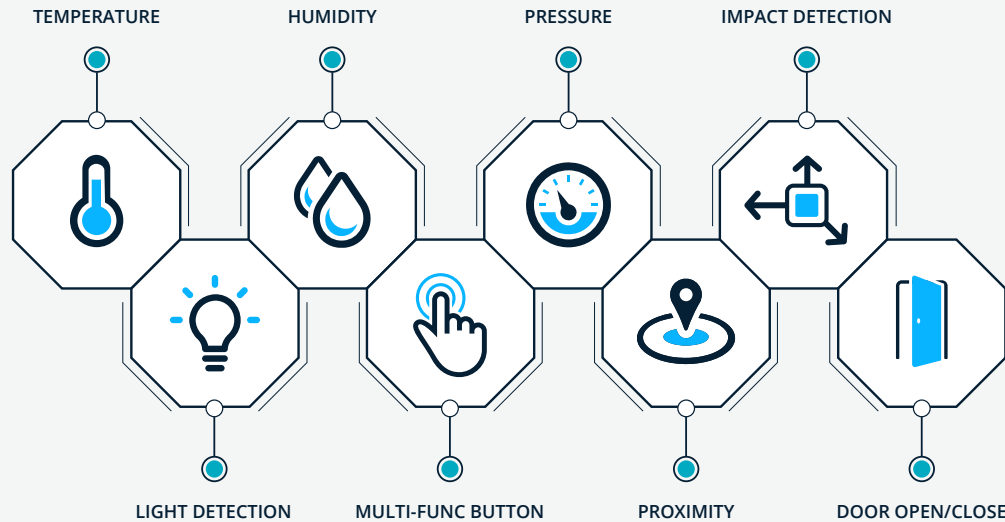 TEMPERATURE
HUMIDITY
PRESSURE
IMPACT DETECTION
LIGHT DETECTION
MULTI-FUNC BUTTON
PROXIMITY
DOOR OPEN/CLOSE